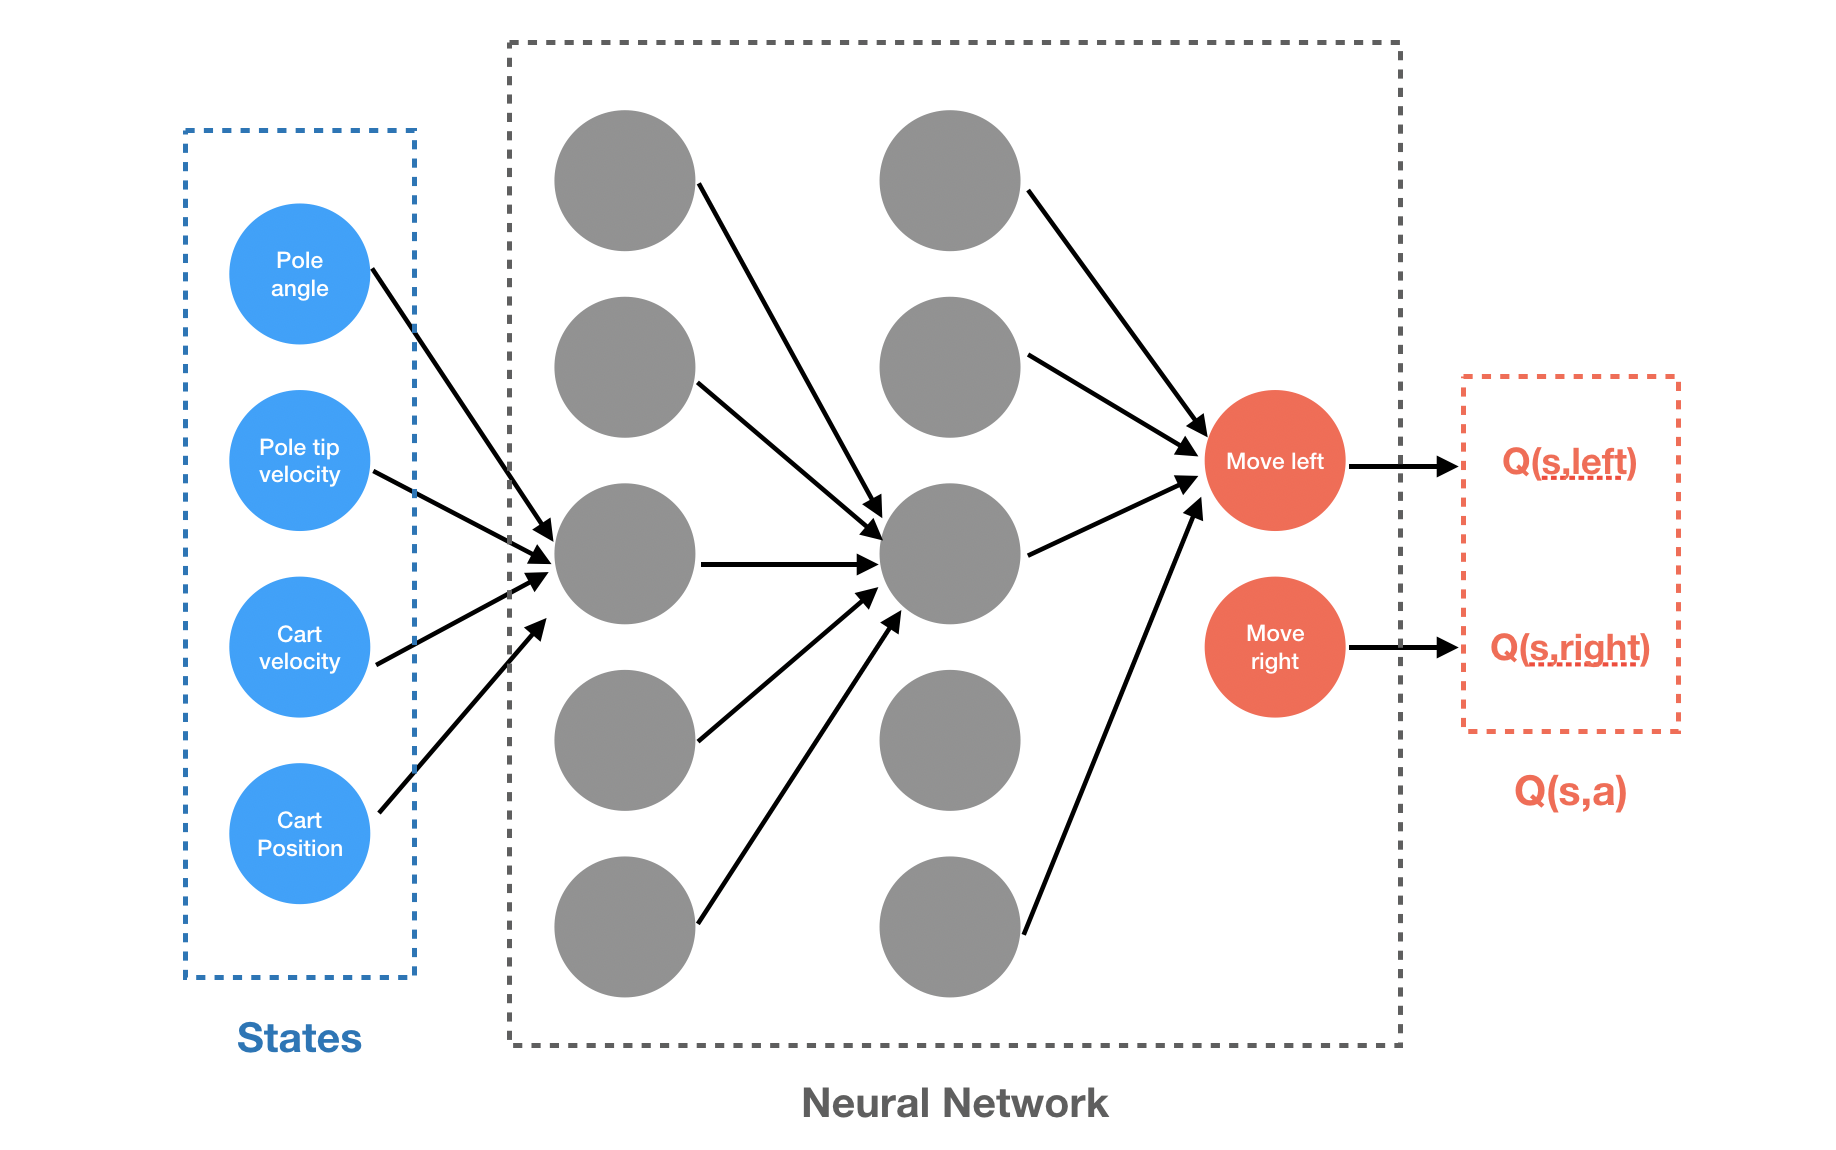 Pole
angle
Pole tip
velocity
Cart
velocity
Cart
Position
States
Move left
Move
right
Neural Network
Q(s,left)
Q(s,right)
Q(s,a)